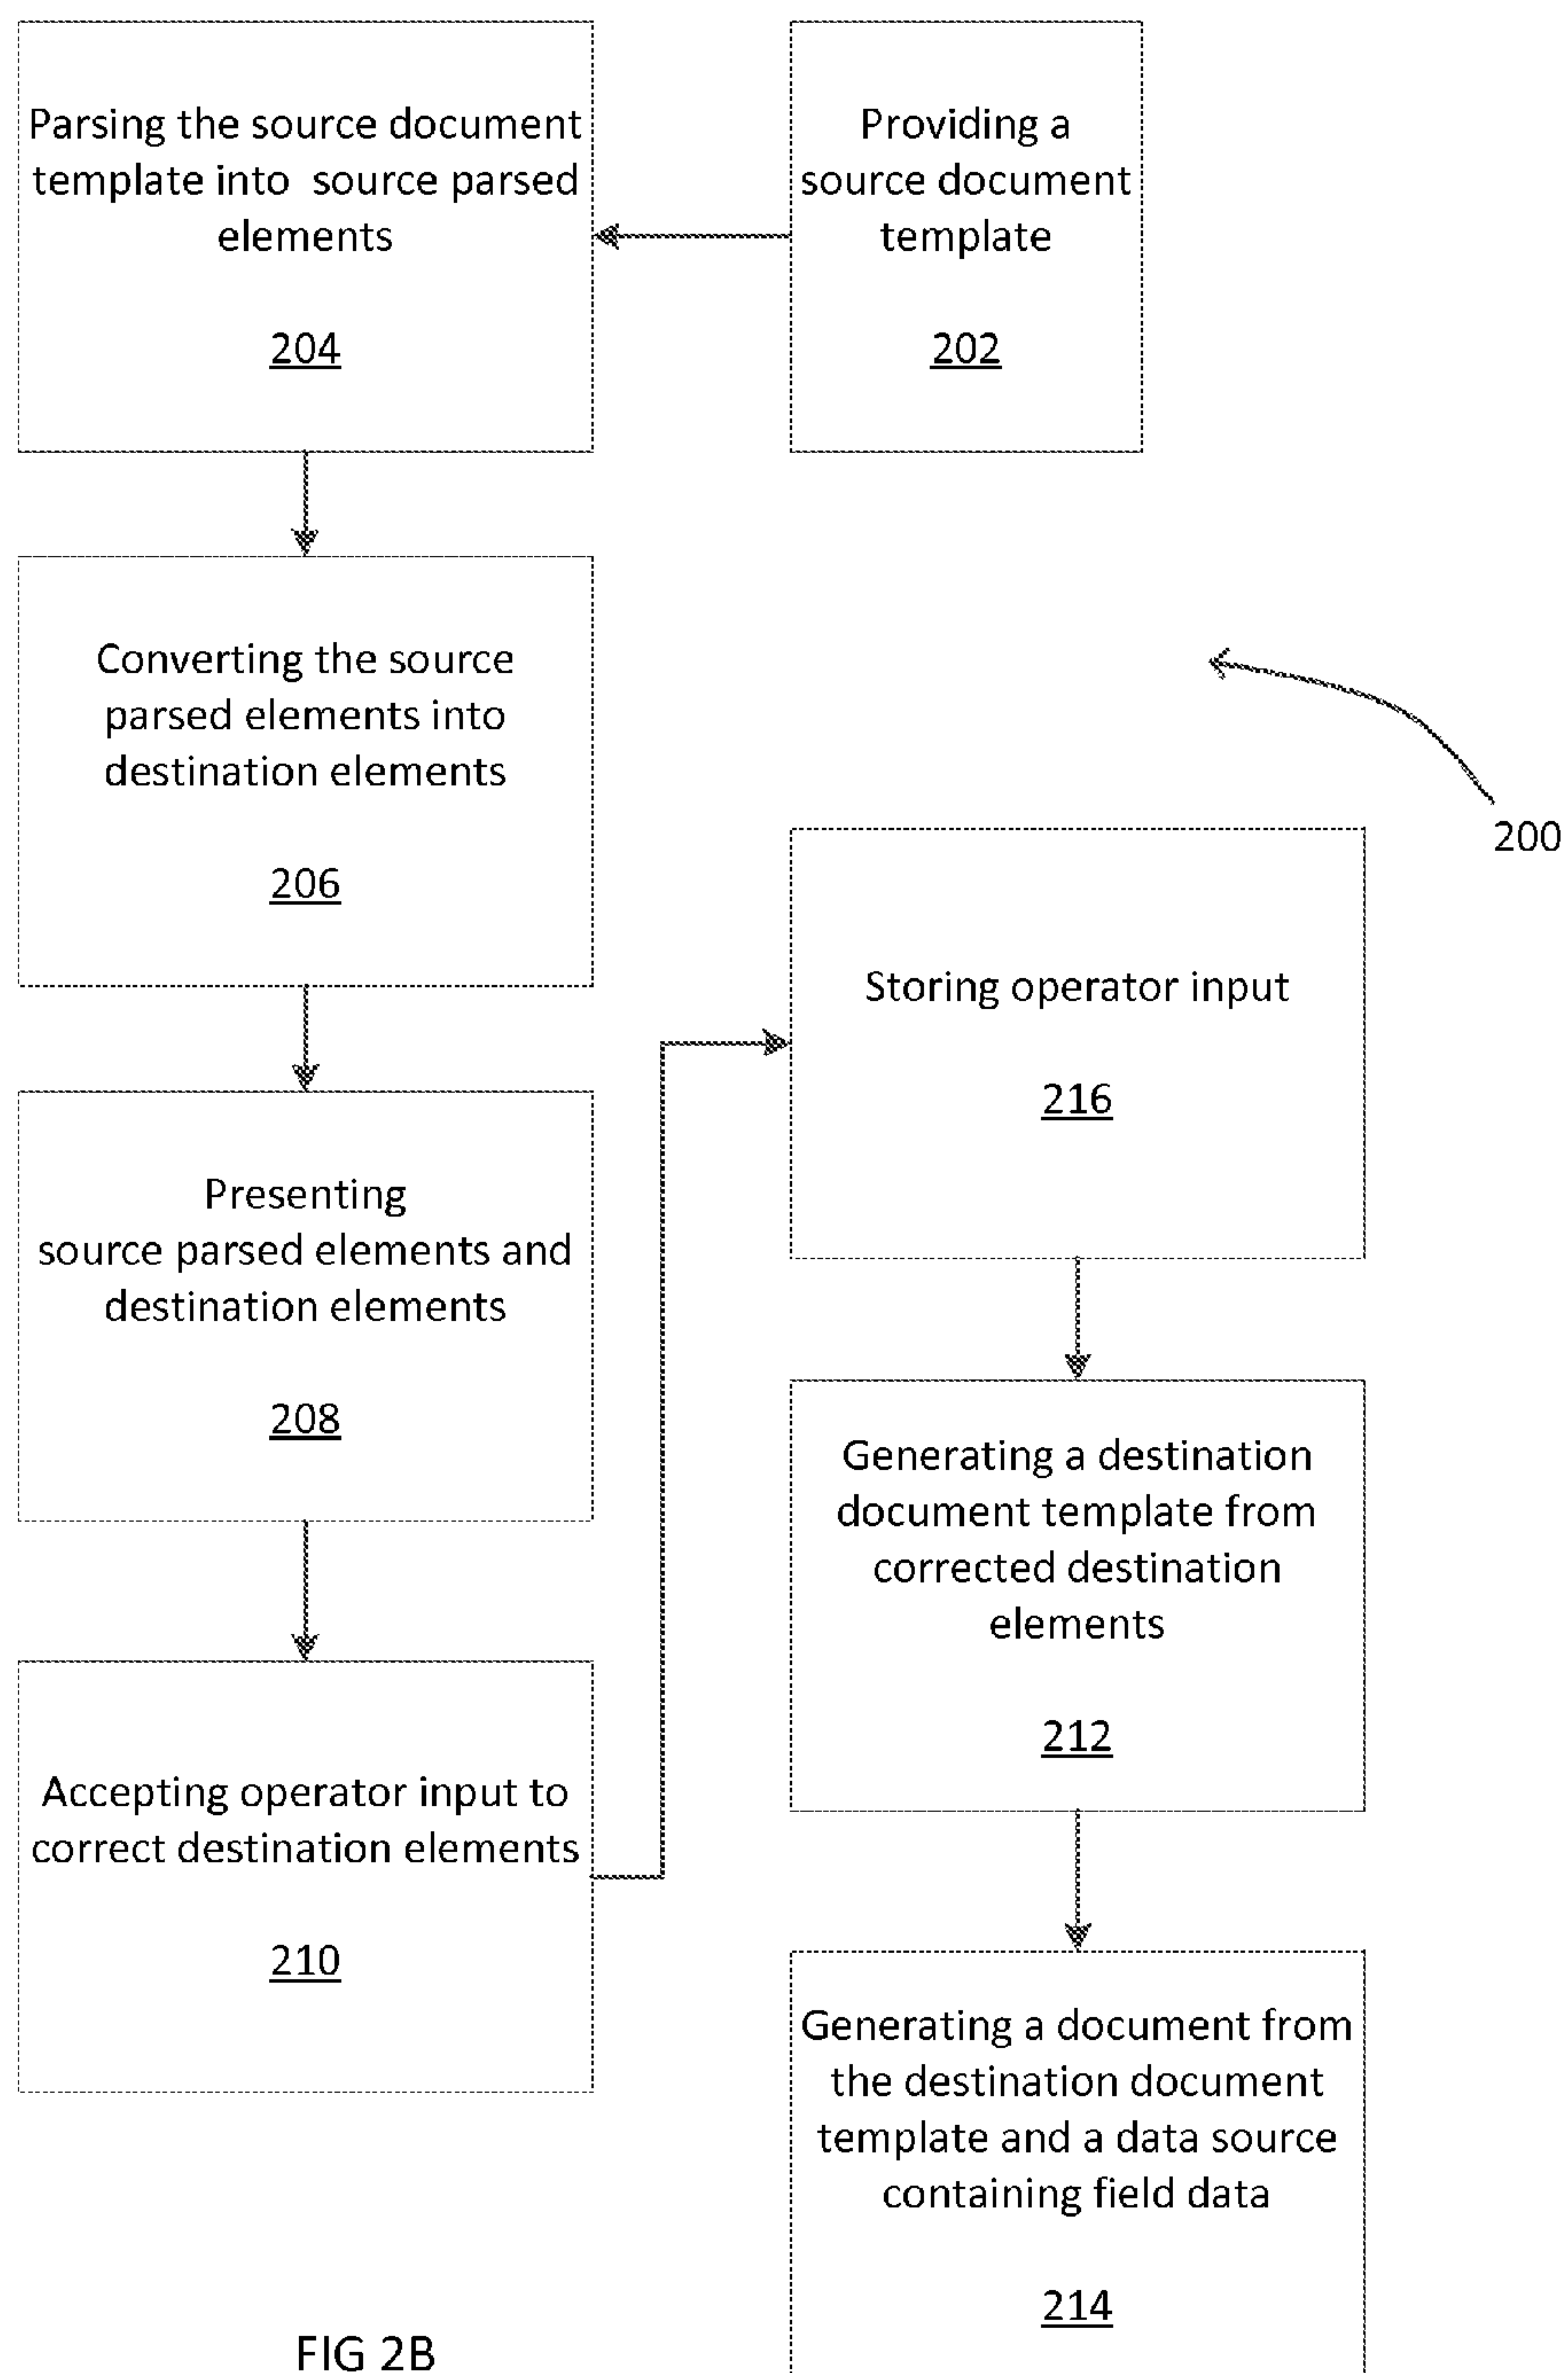 Providing a
source document
template
202
Parsing the source document
template into  source parsed
elements
204
Converting the source
parsed elements into
destination elements
206
Presenting
source parsed elements and
destination elements
208
Accepting operator input to
correct destination elements
210
200
Storing operator input
216
Generating a destination
document template from
corrected destination
elements
212
Generating a document from
the destination document
template and a data source
containing field data
214
FIG 2B